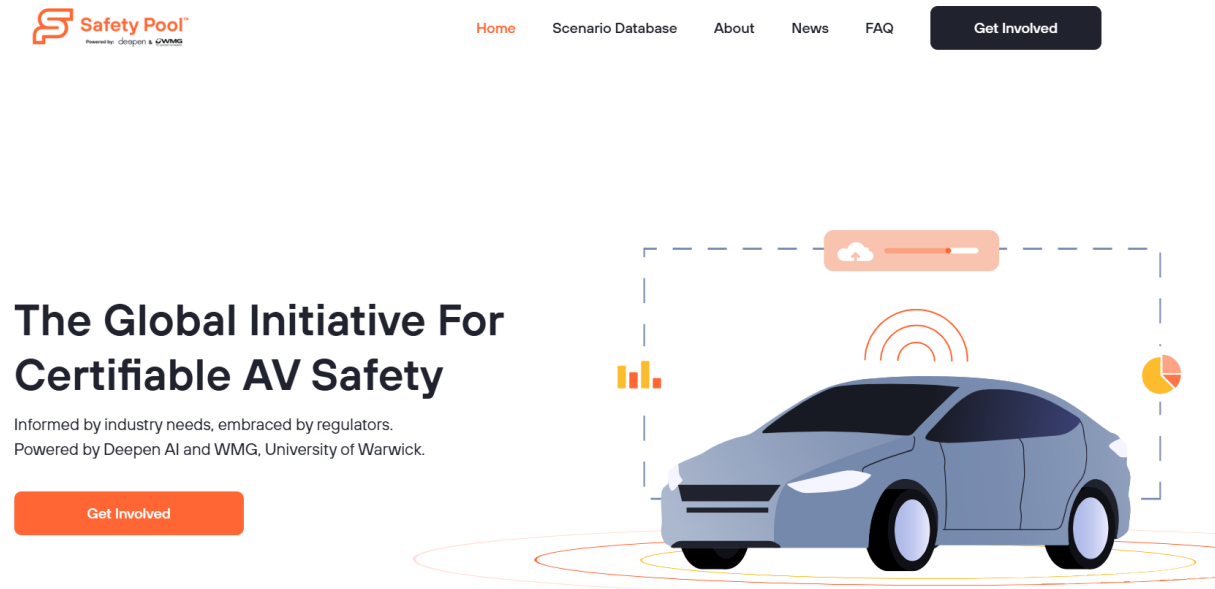 Safety Pool™
Powered by: deepen & WMG
Home
Scenario Database
About
News
FAQ
Get Involved
The Global Initiative For
Certifiable AV Safety
Informed by industry needs, embraced by regulators.
Powered by Deepen AI and WMG, University of Warwick.
Get Involved